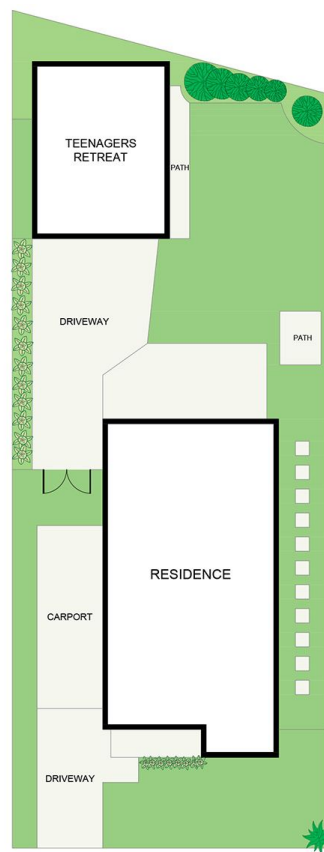 TEENAGERS
RETREAT
PATH
DRIVEWAY
PATH
RESIDENCE
CARPORT
DRIVEWAY